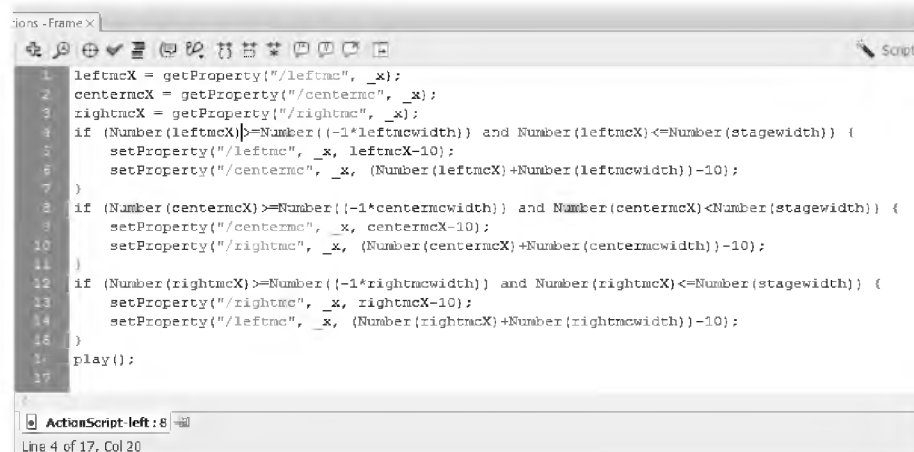 ions - Frame ×
Script
1 leftmcX = getProperty("/leftmc", _x);
2 centermcX = getProperty("/centermc", _x);
3 rightmcX = getProperty("/rightmc", _x);
4 if (Number(leftmcX)>=Number((-1*leftmcwidth)) and Number(leftmcX)<=Number(stagewidth)) {
5 setProperty("/leftmc", _x, leftmcX-10);
6 setProperty("/centermc", _x, (Number(leftmcX)+Number(leftmcwidth))-10);
7 }
8 if (Number(centermcX)>=Number((-1*centermcwidth)) and Number(centermcX)<Number(stagewidth)) {
9 setProperty("/centermc", _x, centermcX-10);
10 setProperty("/rightmc", _x, (Number(centermcX)+Number(centermcwidth))-10);
11 }
12 if (Number(rightmcX)>=Number((-1*rightmcwidth)) and Number(rightmcX)<=Number(stagewidth)) {
13 setProperty("/rightmc", _x, rightmcX-10);
14 setProperty("/leftmc", _x, (Number(rightmcX)+Number(rightmcwidth))-10);
15 }
16 play();
17
ActionScript-left : 8
Line 4 of 17, Col 20